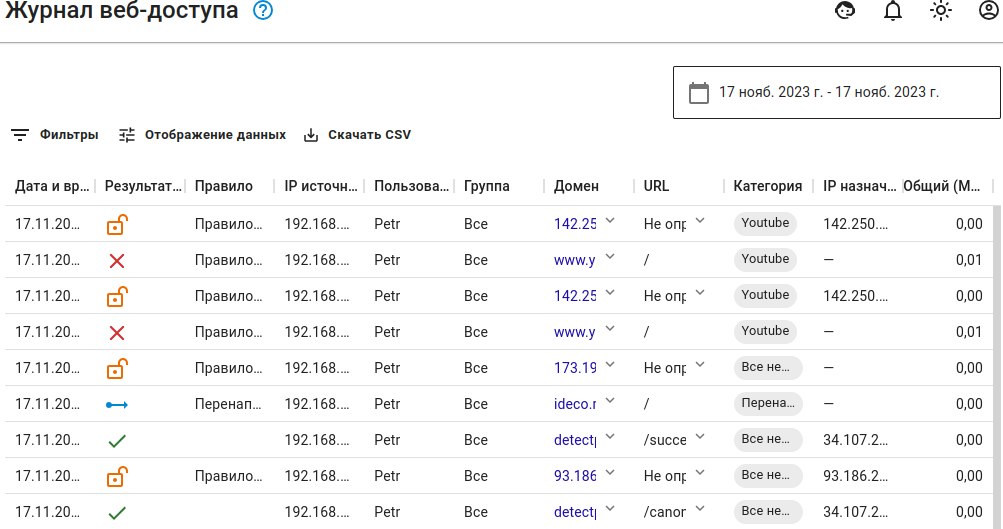 Журнал веб-доступа
17 нояб. 2023 г. - 17 нояб. 2023 г.
Фильтры Отображение данных Скачать CSV
Дата и вр... Результат... Правило IP источн... Пользова... Группа Домен URL Категория IP назнач... Общий (М...
17.11.20... Правило... 192.168.... Petr Все 142.25 Не опр Youtube 142.250.... 0,00
17.11.20... Правило... 192.168.... Petr Все www.y / Youtube — 0,01
17.11.20... Правило... 192.168.... Petr Все 142.25 Не опр Youtube 142.250.... 0,00
17.11.20... Правило... 192.168.... Petr Все www.y / Youtube — 0,01
17.11.20... Правило... 192.168.... Petr Все 173.19 Не опр Все не... — 0,00
17.11.20... Перенап... 192.168.... Petr Все ideco.r / Перена... — 0,00
17.11.20... 192.168.... Petr Все detectp /succe Все не... 34.107.2... 0,00
17.11.20... Правило... 192.168.... Petr Все 93.186 Не опр Все не... 93.186.2... 0,00
17.11.20... 192.168.... Petr Все detectp /canon Все не... 34.107.2... 0,00